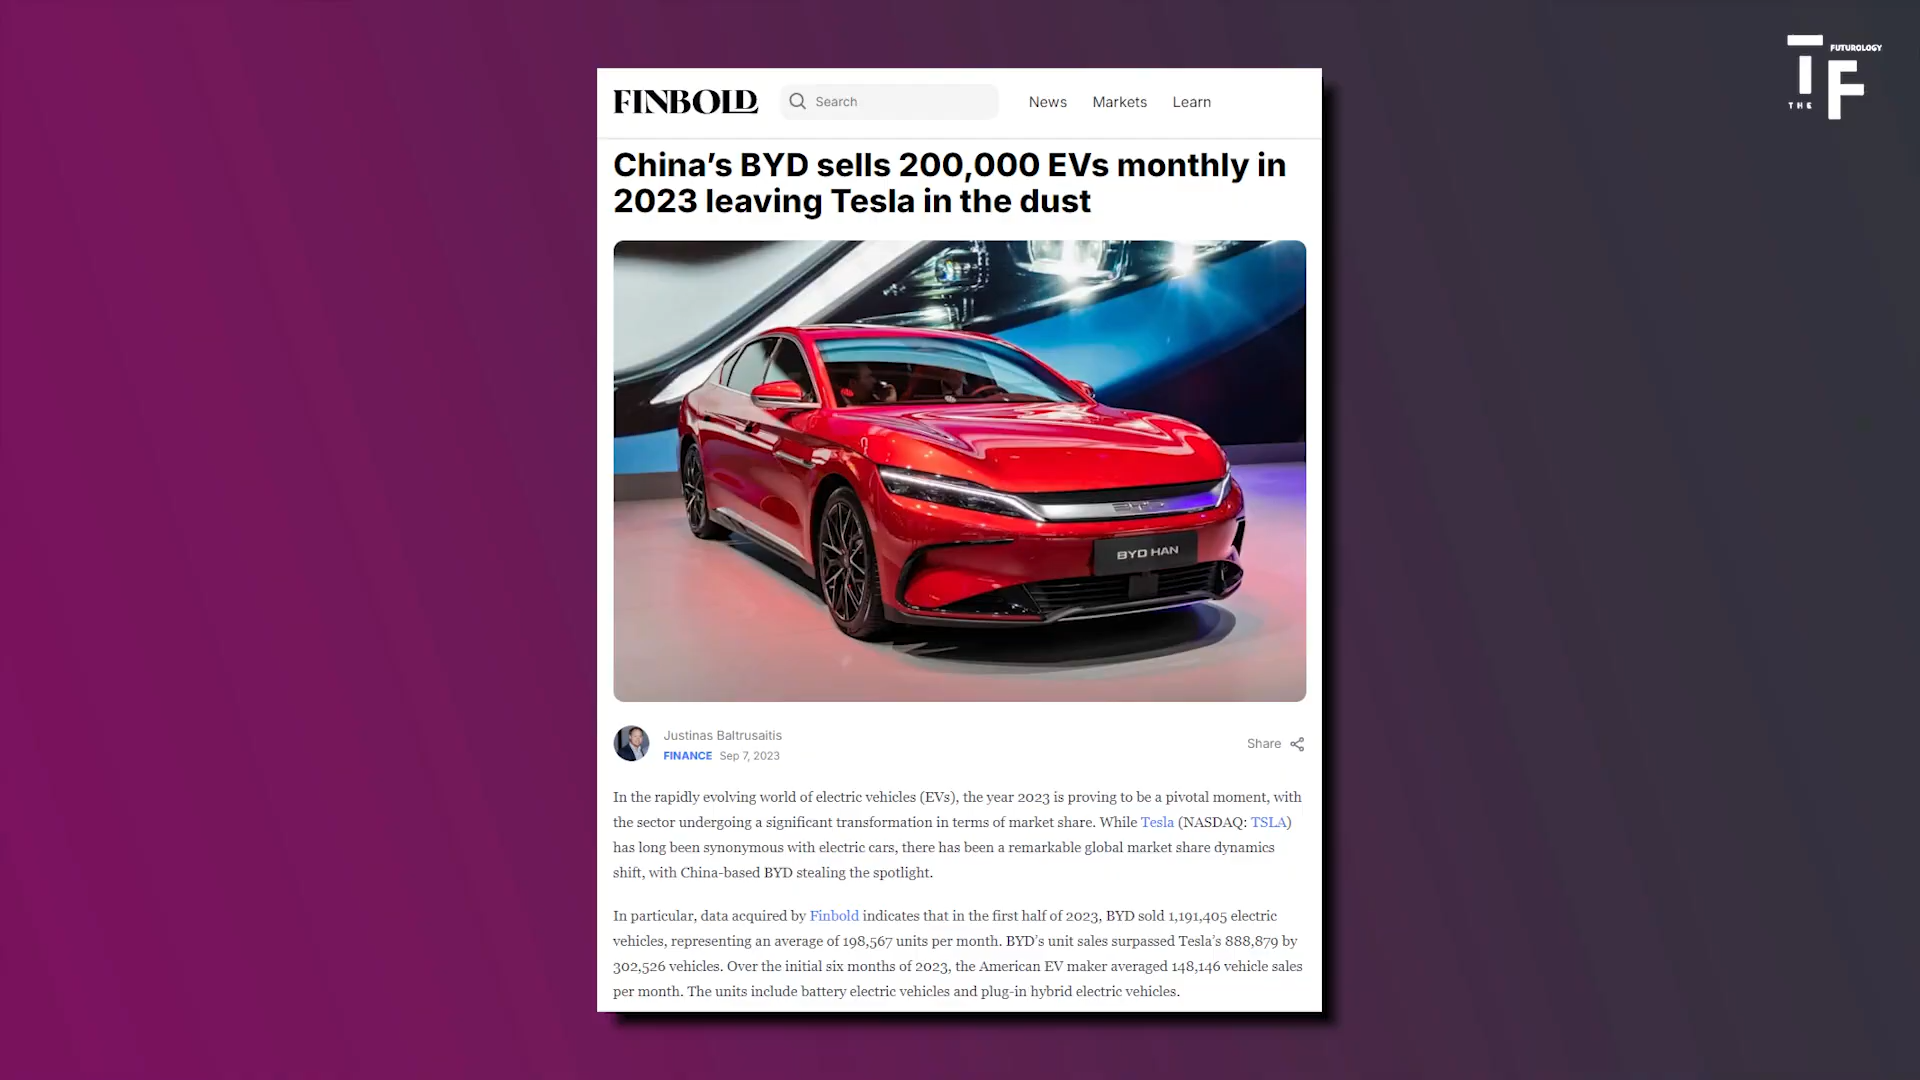 FUTUROLOGY
THE
TF
FINBOLD
Search
News
Markets
Learn
China's BYD sells 200,000 EVs monthly in
2023 leaving Tesla in the dust
BYD
BYD HAN
Justinas Baltrusaitis
FINANCE Sep 7, 2023
Share
In the rapidly evolving world of electric vehicles (EVs), the year 2023 is proving to be a pivotal moment, with
the sector undergoing a significant transformation in terms of market share. While Tesla (NASDAQ: TSLA)
has long been synonymous with electric cars, there has been a remarkable global market share dynamics
shift, with China-based BYD stealing the spotlight.
In particular, data acquired by Finbold indicates that in the first half of 2023, BYD sold 1,191,405 electric
vehicles, representing an average of 198,567 units per month. BYD's unit sales surpassed Tesla's 888,879 by
302,526 vehicles. Over the initial six months of 2023, the American EV maker averaged 148,146 vehicle sales
per month. The units include battery electric vehicles and plug-in hybrid electric vehicles.